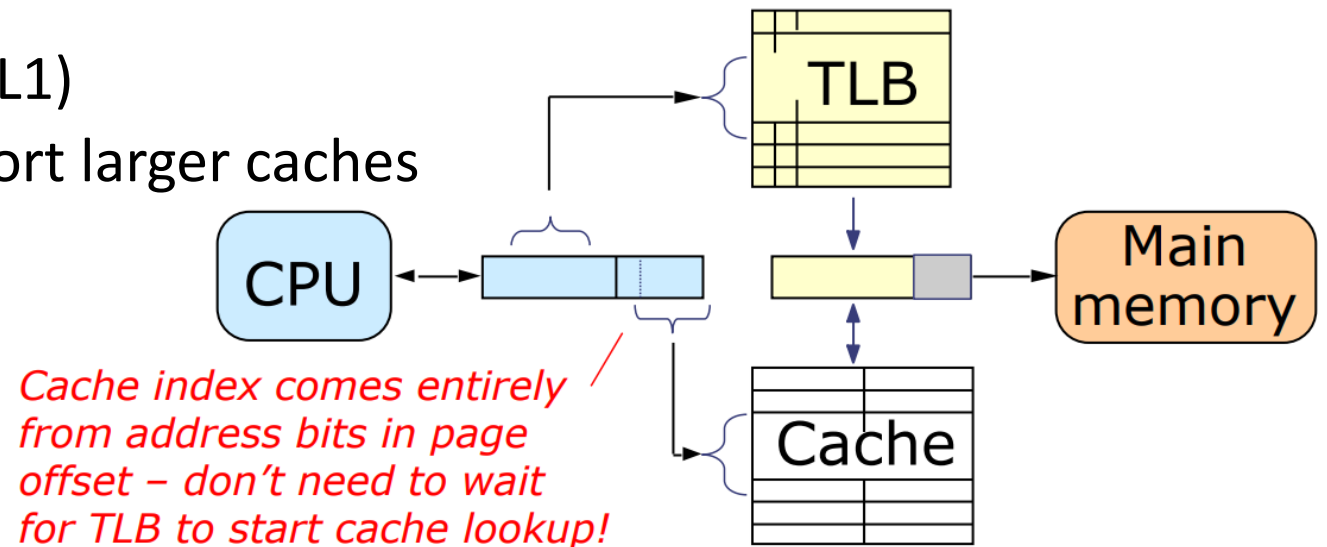 L1)
ort larger caches
TLB
CPU
Main
memory
Cache index comes entirely
from address bits in page
offset – don’t need to wait
for TLB to start cache lookup!
Cache